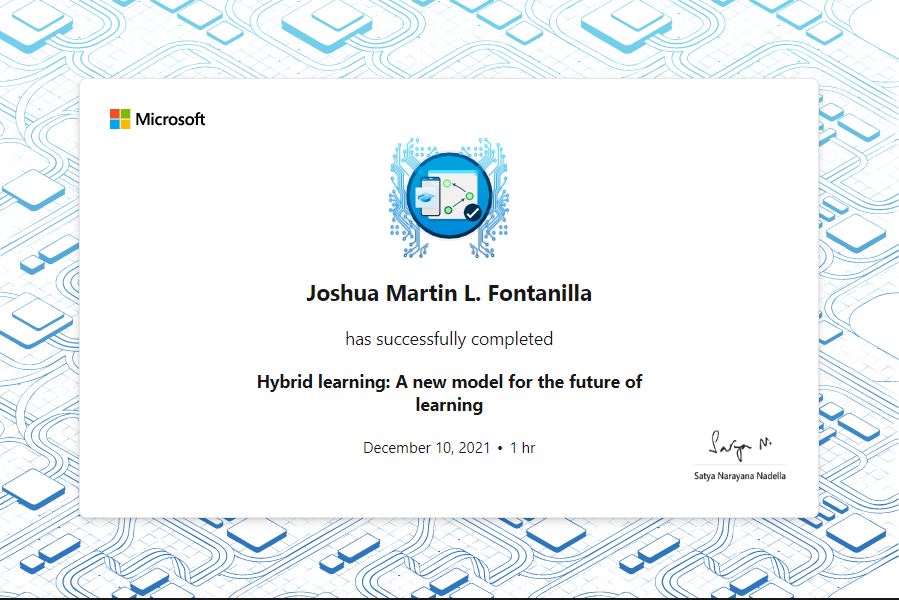 Microsoft
Joshua Martin L. Fontanilla
has successfully completed
Hybrid learning: A new model for the future of
learning
December 10, 2021 • 1 hr
Satya N.
Satya Narayana Nadella